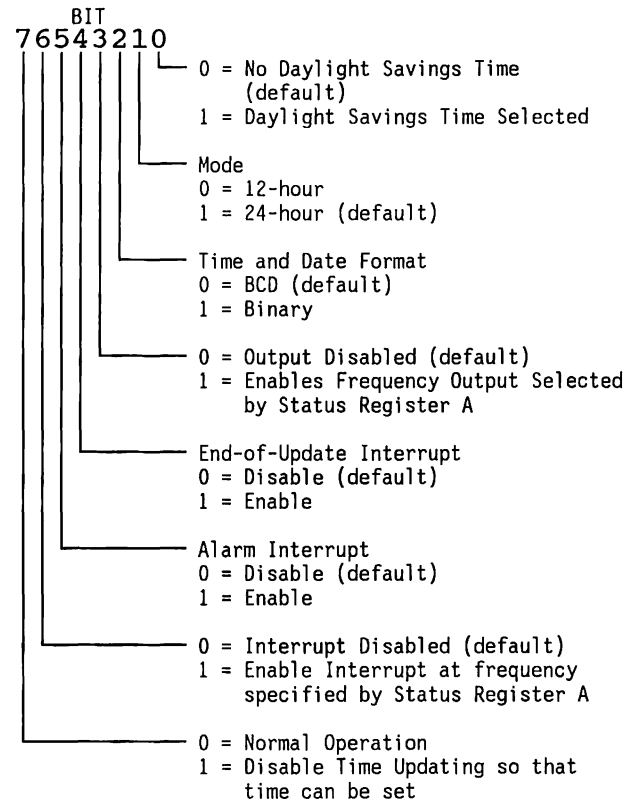 BIT
76543210
0 = No Daylight Savings Time
(default)
1 = Daylight Savings Time Selected
Mode
0 = 12-hour
1 = 24-hour (default)
Time and Date Format
0 = BCD (default)
1 = Binary
0 = Output Disabled (default)
1 = Enables Frequency Output Selected
by Status Register A
End-of-Update Interrupt
0 = Disable (default)
1 = Enable
Alarm Interrupt
0 = Disable (default)
1 = Enable
0 = Interrupt Disabled (default)
1 = Enable Interrupt at frequency
specified by Status Register A
0 = Normal Operation
1 = Disable Time Updating so that
time can be set